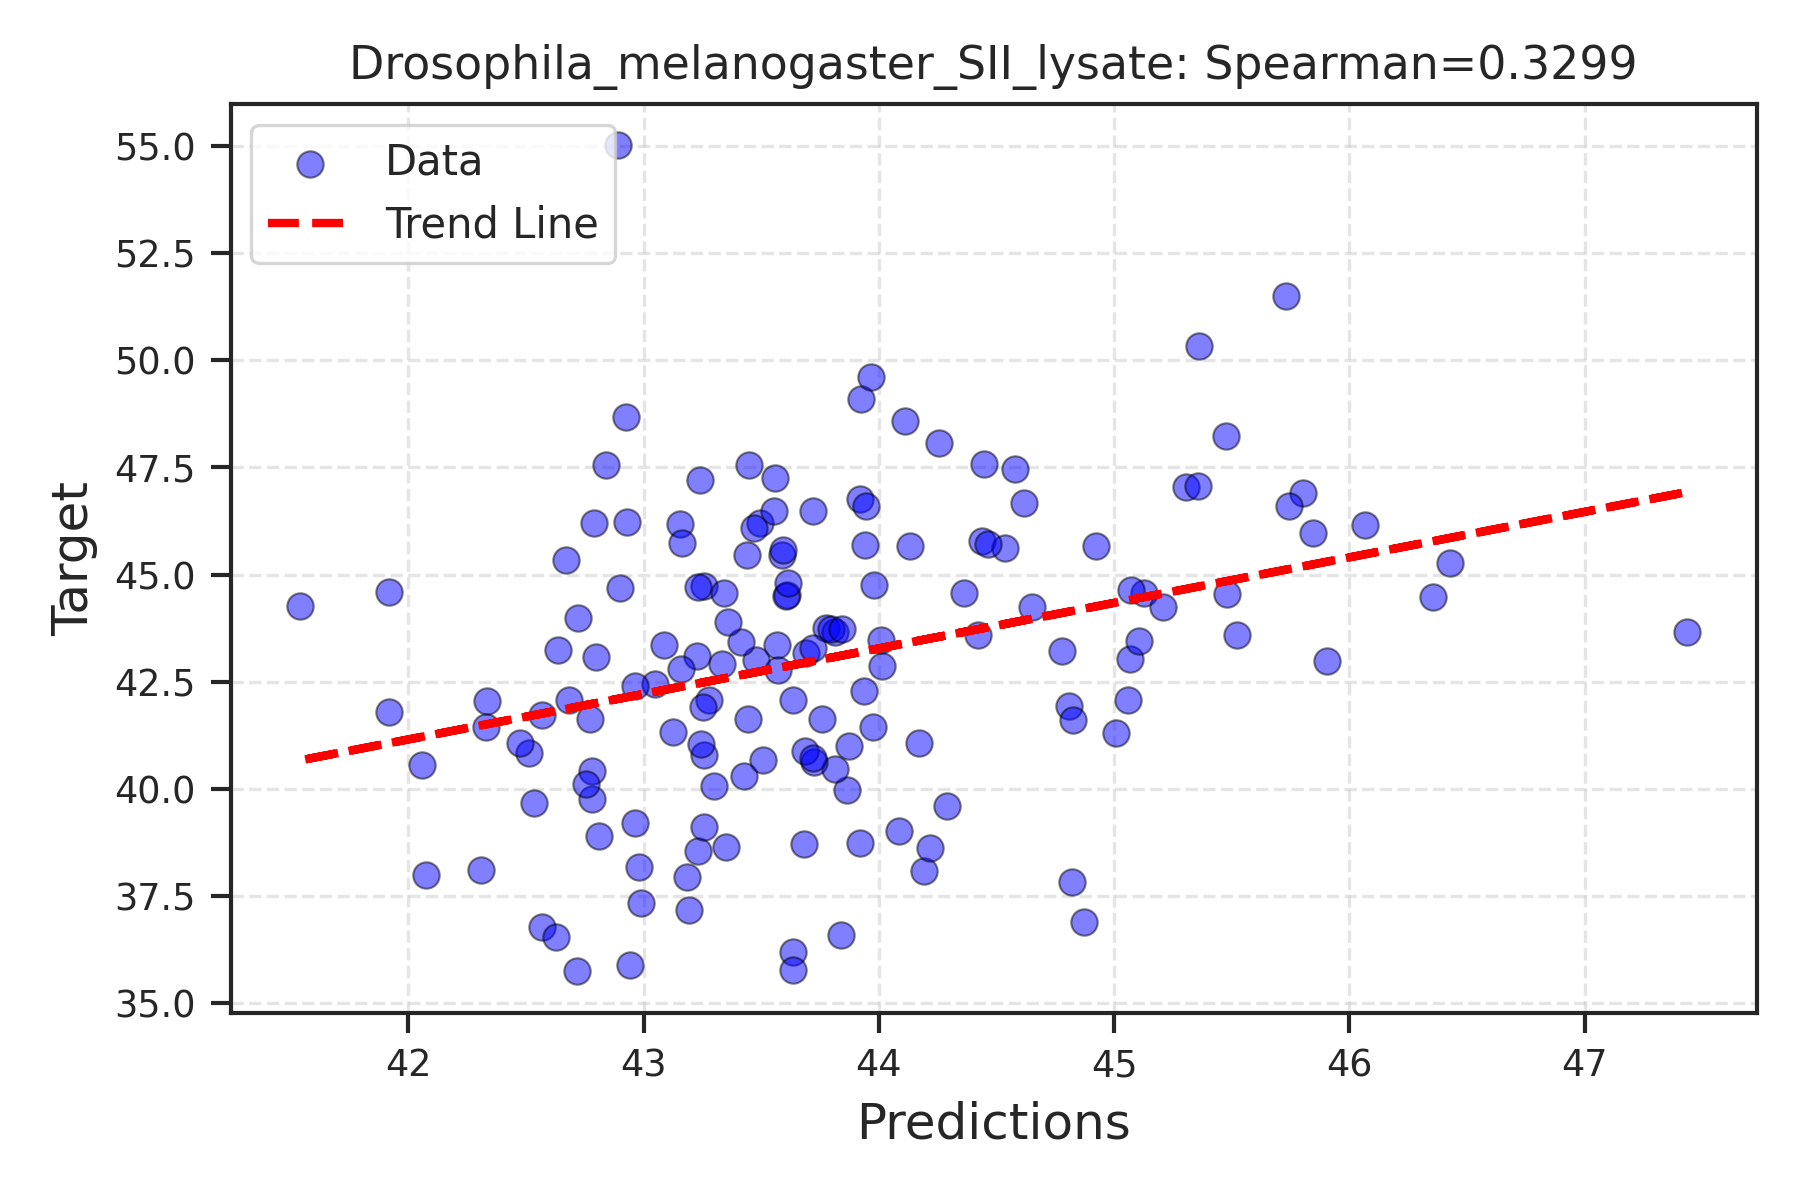 Drosophila_melanogaster_SII_lysate: Spearman=0.3299
Data
Trend Line
Target
55.0
52.5
50.0
47.5
45.0
42.5
40.0
37.5
35.0
42 43 44 45 46 47
Predictions